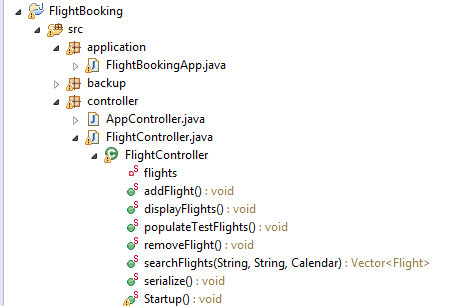 FlightBooking
src
application
FlightBookingApp.java
backup
controller
AppController.java
FlightController.java
FlightController
S flights
S addFlight() : void
S displayFlights() : void
S populateTestFlights() : void
S removeFlight() : void
S searchFlights(String, String, Calendar) : Vector<Flight>
S serialize() : void
S Startup() : void